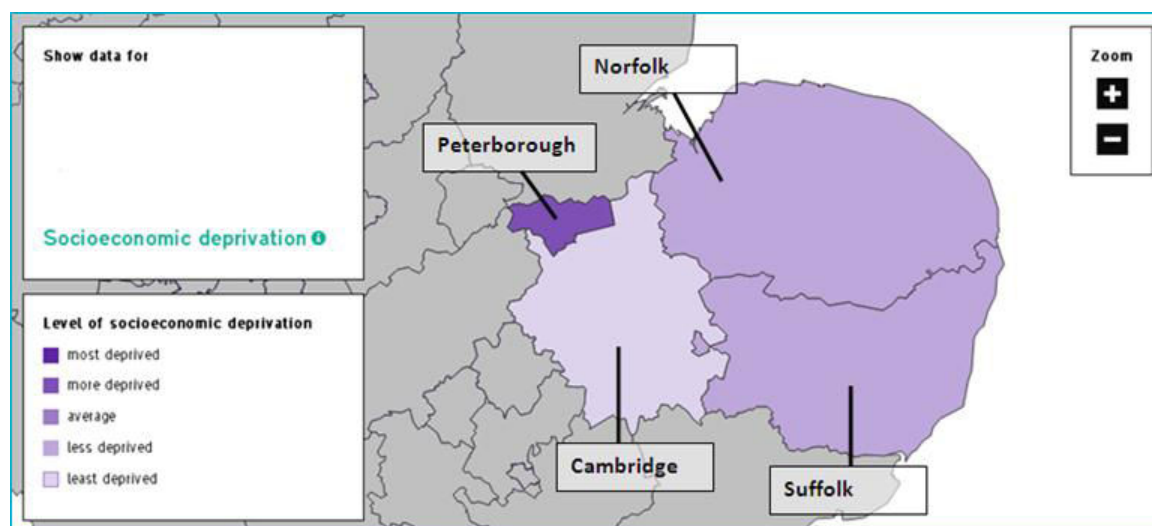 Show data for
Socioeconomic deprivation i
Level of socioeconomic deprivation
most deprived
more deprived
average
less deprived
least deprived
Norfolk
Peterborough
Cambridge
Suffolk
Zoom
+
−